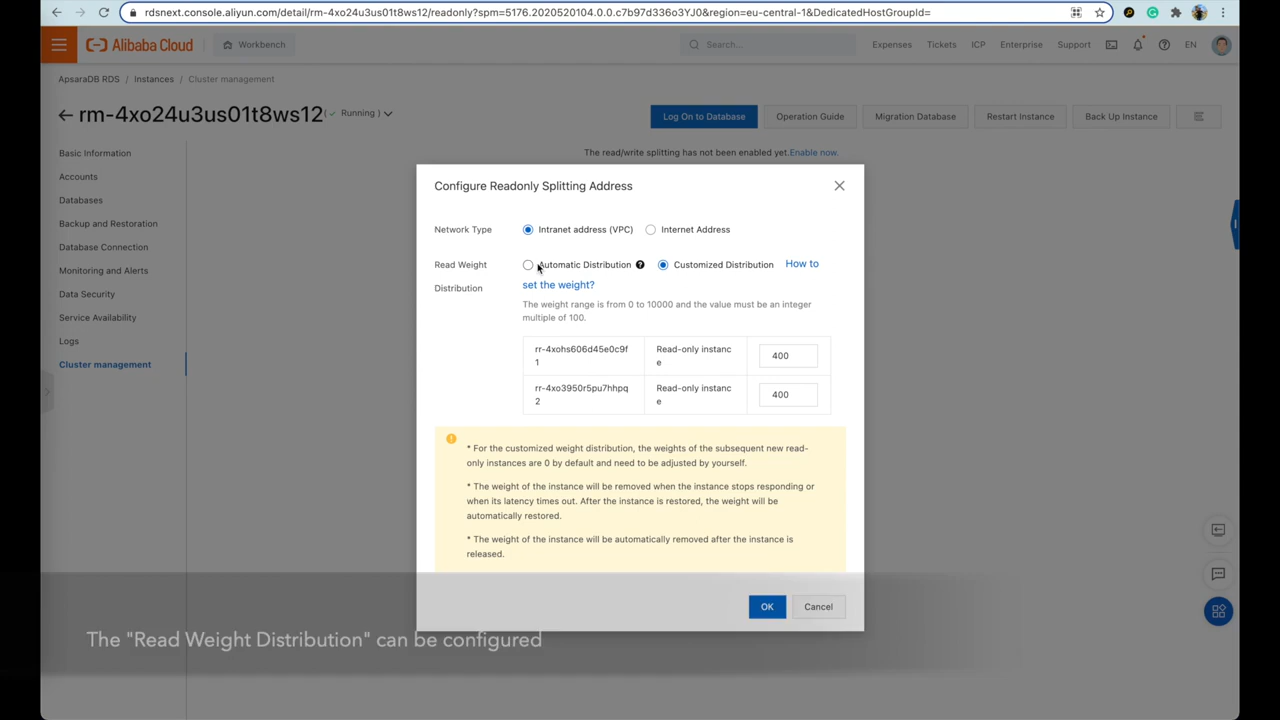 rdsnext.console.aliyun.com/detail/rm-4xo24u3us01t8ws12/readonly?spm=5176.2020520104.0.0.c7b97d336o3YJ0&region=eu-central-1&DedicatedHostGroupId=
Alibaba Cloud
Workbench
Search...
Expenses
Tickets
ICP
Enterprise
Support
EN
ApsaraDB RDS / Instances / Cluster management
rm-4xo24u3us01t8ws12 ( ✓ Running )
Log On to Database
Operation Guide
Migration Database
Restart Instance
Back Up Instance
Basic Information
Accounts
Databases
Backup and Restoration
Database Connection
Monitoring and Alerts
Data Security
Service Availability
Logs
Cluster management
The read/write splitting has not been enabled yet.Enable now.
Configure Readonly Splitting Address
Network Type
Intranet address (VPC)
Internet Address
Read Weight
Distribution
Automatic Distribution
Customized Distribution
How to
set the weight?
The weight range is from 0 to 10000 and the value must be an integer
multiple of 100.
rr-4xohs606d45e0c9f
1
Read-only instanc
e
400
rr-4xo3950r5pu7hhpq
2
Read-only instanc
e
400
* For the customized weight distribution, the weights of the subsequent new read-
only instances are 0 by default and need to be adjusted by yourself.
* The weight of the instance will be removed when the instance stops responding or
when its latency times out. After the instance is restored, the weight will be
automatically restored.
* The weight of the instance will be automatically removed after the instance is
released.
OK
Cancel
The "Read Weight Distribution" can be configured